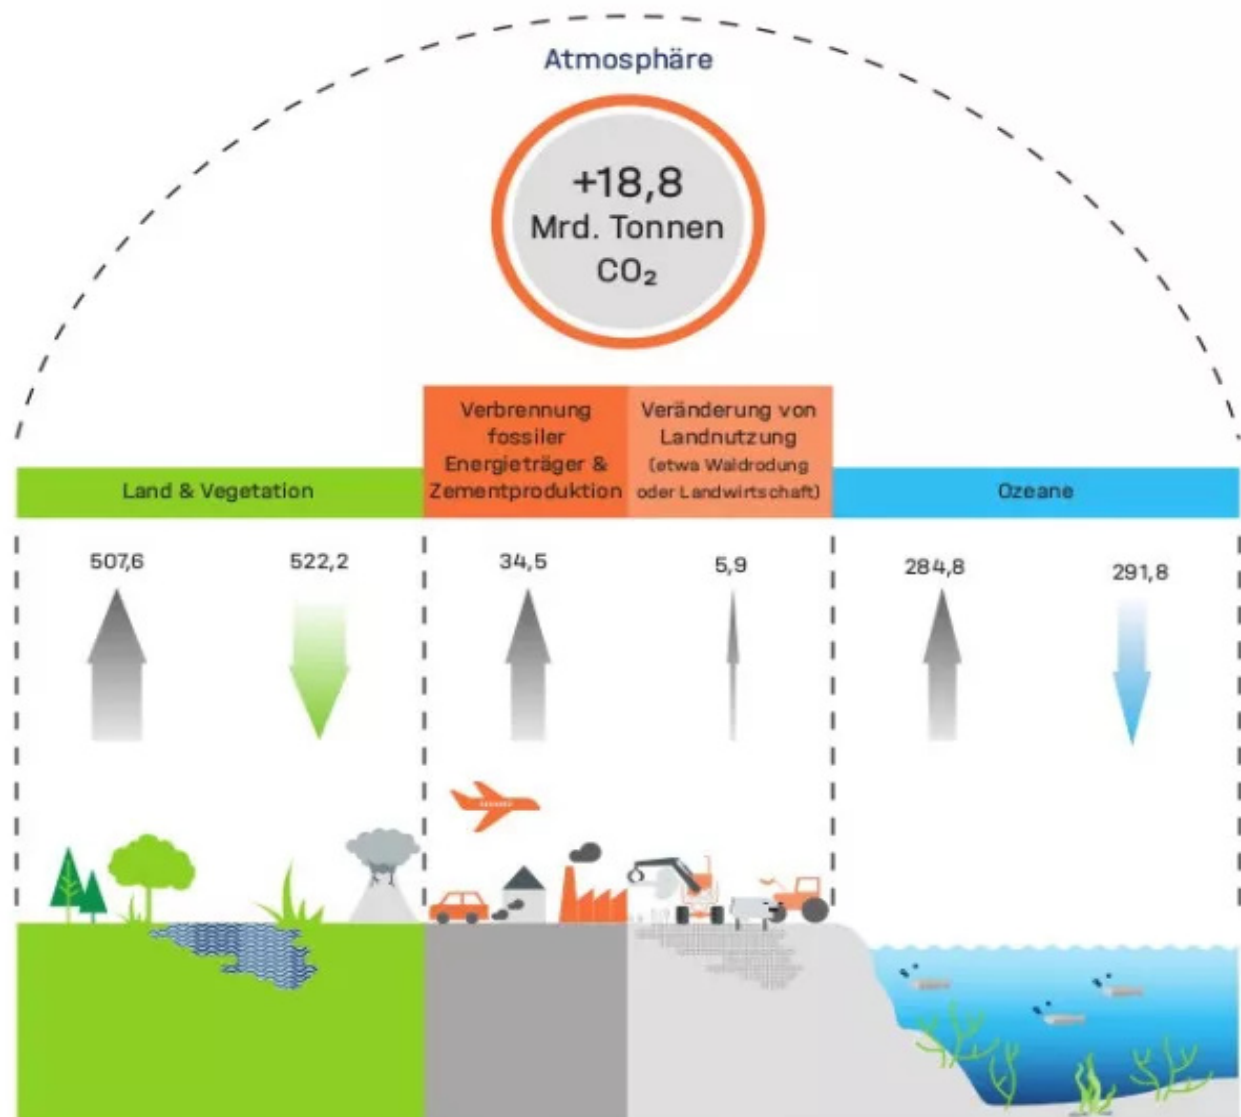 Atmosphäre
+18,8
Mrd. Tonnen
CO₂
Verbrennung
fossiler
Energieträger &
Zementproduktion
Veränderung von
Landnutzung
(etwa Waldrodung
oder Landwirtschaft)
Land & Vegetation
Ozeane
507,6
522,2
34,5
5,9
284,8
291,8